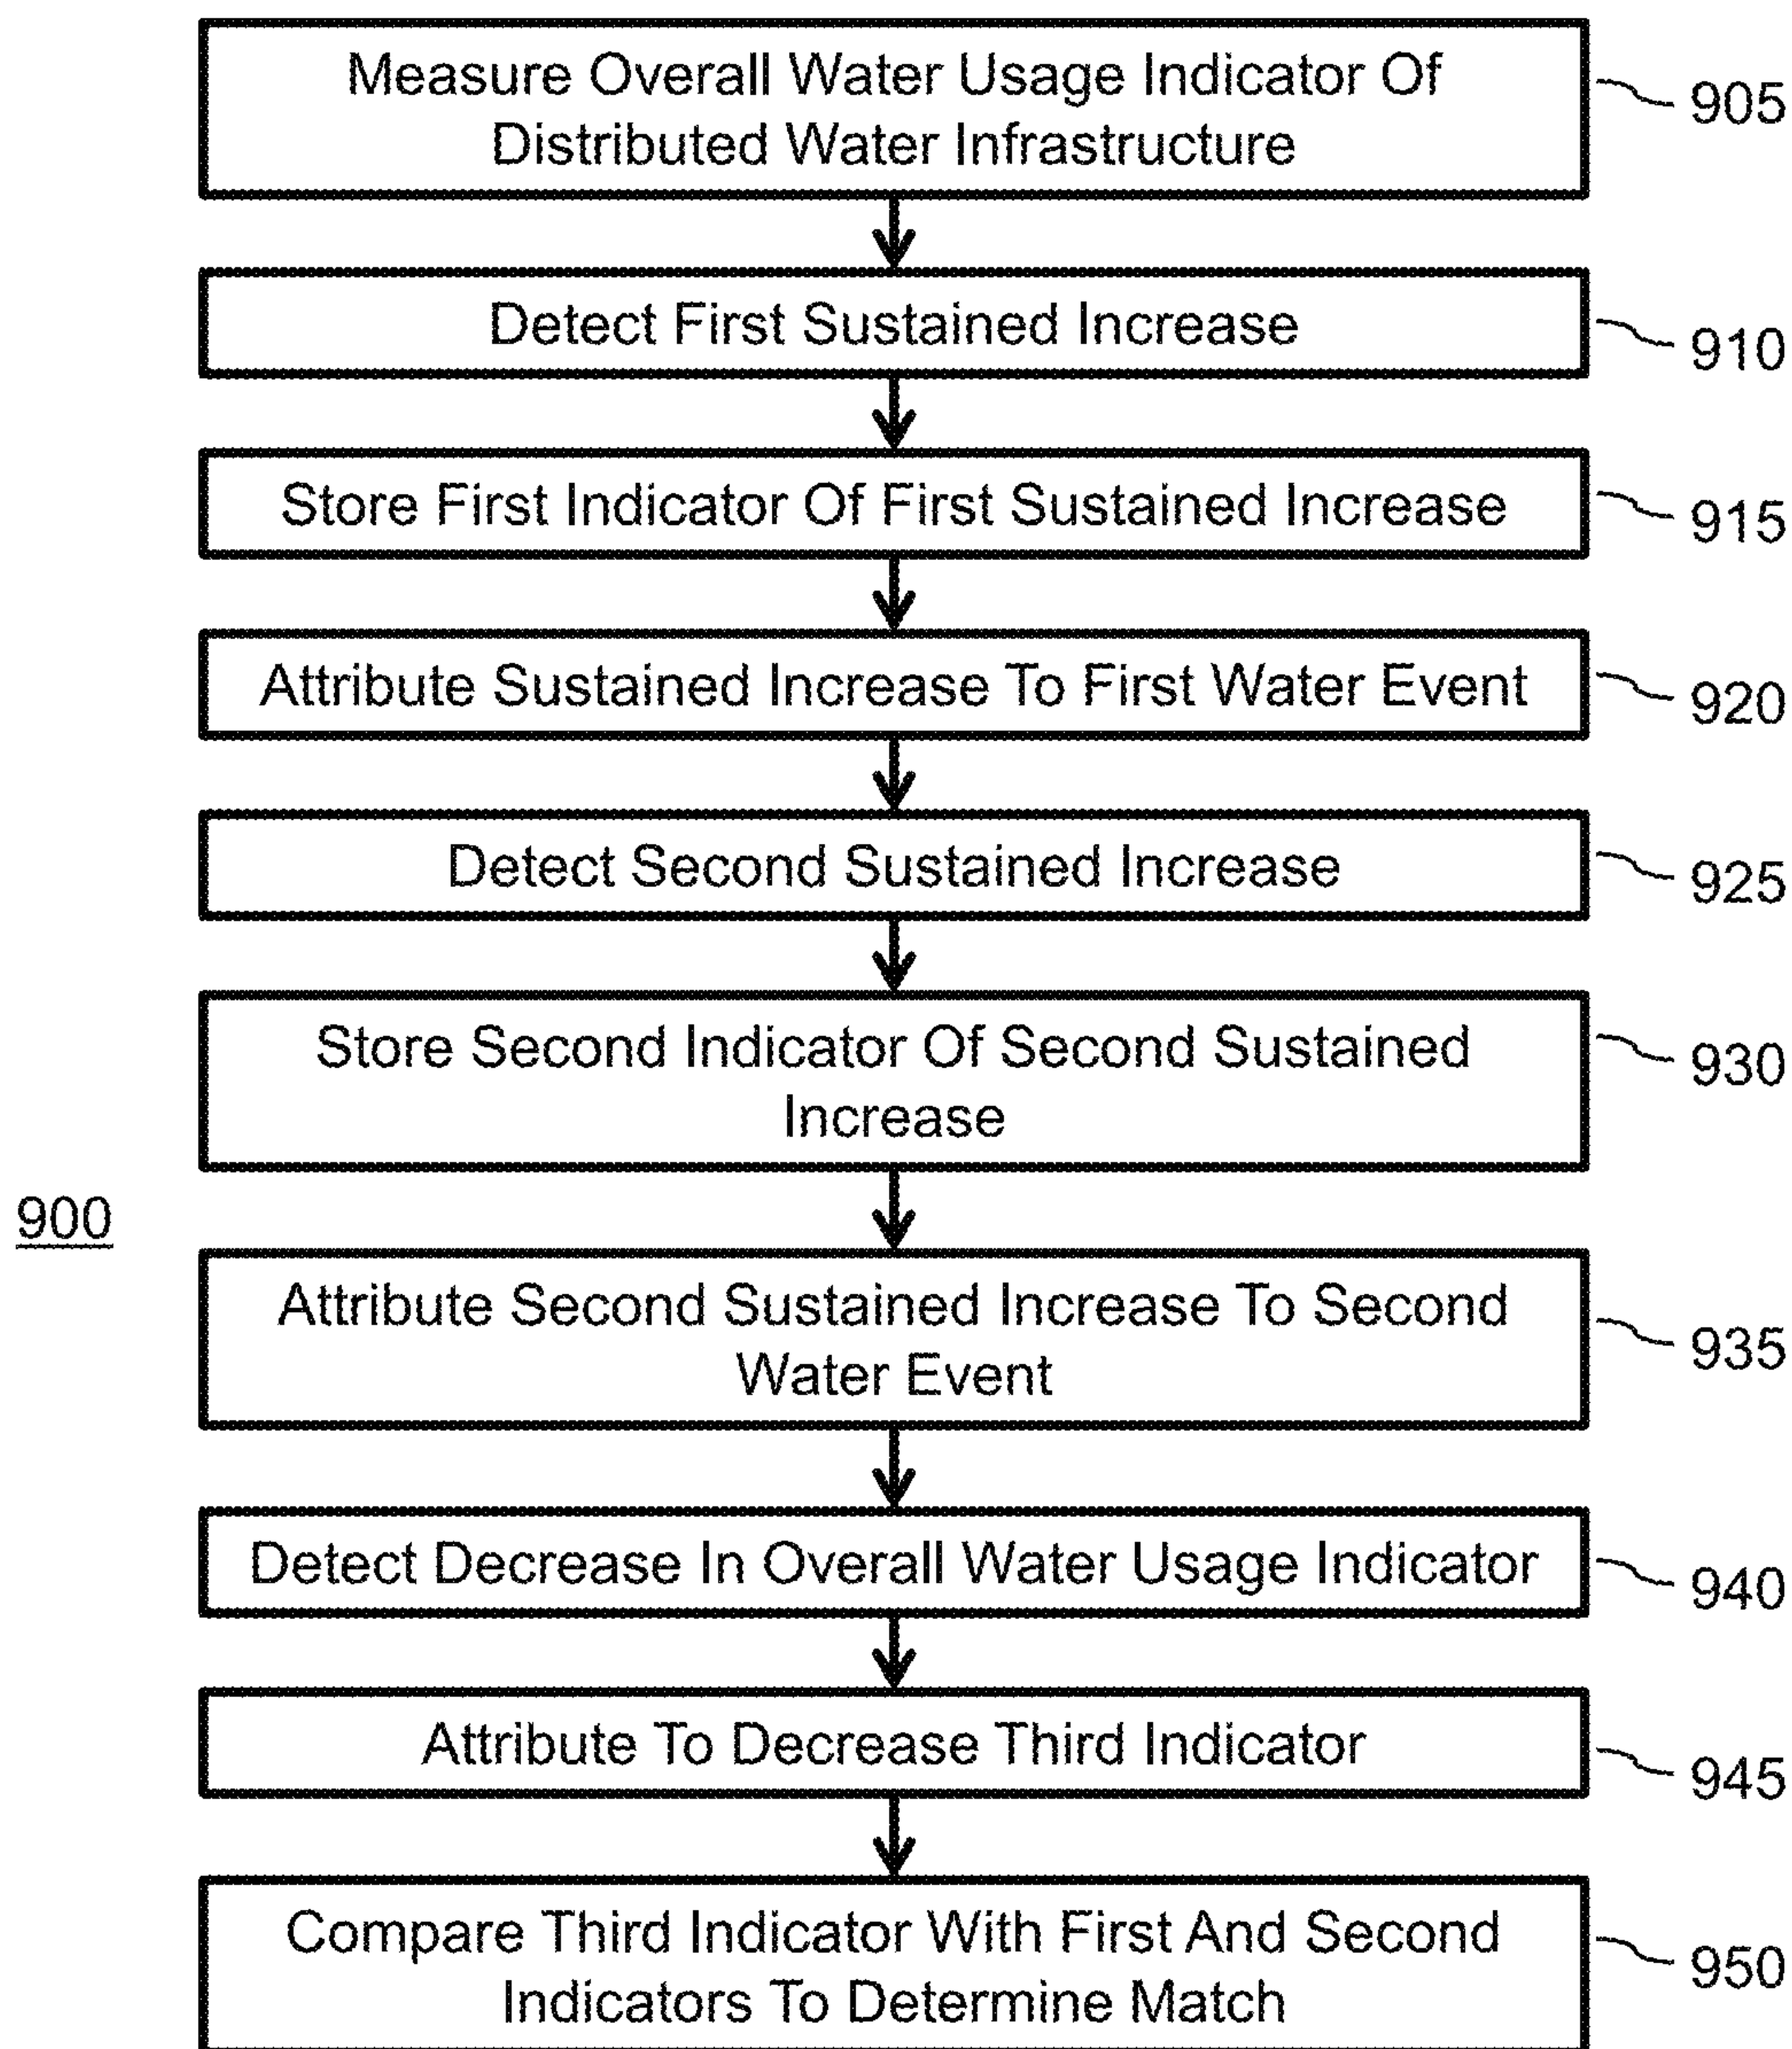 Measure Overall Water Usage Indicator Of
Distributed Water Infrastructure
905
Detect First Sustained Increase
910
Store First Indicator Of First Sustained Increase
915
Attribute Sustained Increase To First Water Event
920
Detect Second Sustained Increase
925
Store Second Indicator Of Second Sustained
Increase
930
900
Attribute Second Sustained Increase To Second
Water Event
935
Detect Decrease In Overall Water Usage Indicator
940
Attribute To Decrease Third Indicator
945
Compare Third Indicator With First And Second
Indicators To Determine Match
950